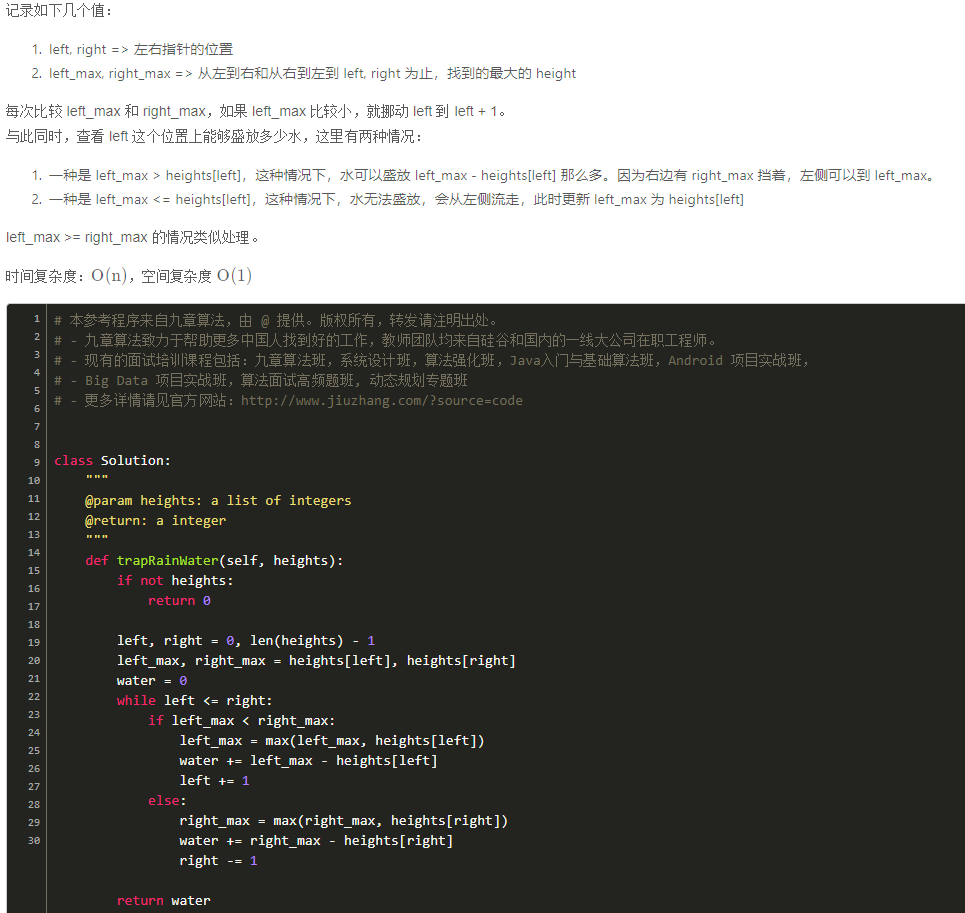 记录如下几个值：
1. left, right => 左右指针的位置
2. left_max, right_max => 从左到右和从右到左到 left, right 为止，找到的最大的 height
每次比较 left_max 和 right_max，如果 left_max 比较小，就挪动 left 到 left + 1。
与此同时，查看 left 这个位置上能够盛放多少水，这里有两种情况：
1. 一种是 left_max > heights[left]，这种情况下，水可以盛放 left_max - heights[left] 那么多。因为右边有 right_max 挡着，左侧可以到 left_max。
2. 一种是 left_max <= heights[left]，这种情况下，水无法盛放，会从左侧流走，此时更新 left_max 为 heights[left]
left_max >= right_max 的情况类似处理。
时间复杂度：O(n)，空间复杂度 O(1)
1 # 本参考程序来自九章算法，由 @ 提供。版权所有，转发请注明出处。
2 # - 九章算法致力于帮助更多中国人找到好的工作，教师团队均来自硅谷和国内的一线大公司在职工程师。
3 # - 现有的面试培训课程包括：九章算法班，系统设计班，算法强化班，Java入门与基础算法班，Android 项目实战班，
4 # - Big Data 项目实战班，算法面试高频题班, 动态规划专题班
5 # - 更多详情请见官方网站：http://www.jiuzhang.com/?source=code
6
7
8 class Solution:
9     """
10     @param heights: a list of integers
11     @return: a integer
12     """
13     def trapRainWater(self, heights):
14         if not heights:
15             return 0
16
17         left, right = 0, len(heights) - 1
18         left_max, right_max = heights[left], heights[right]
19         water = 0
20         while left <= right:
21             if left_max < right_max:
22                 left_max = max(left_max, heights[left])
23                 water += left_max - heights[left]
24                 left += 1
25             else:
26                 right_max = max(right_max, heights[right])
27                 water += right_max - heights[right]
28                 right -= 1
29
30         return water